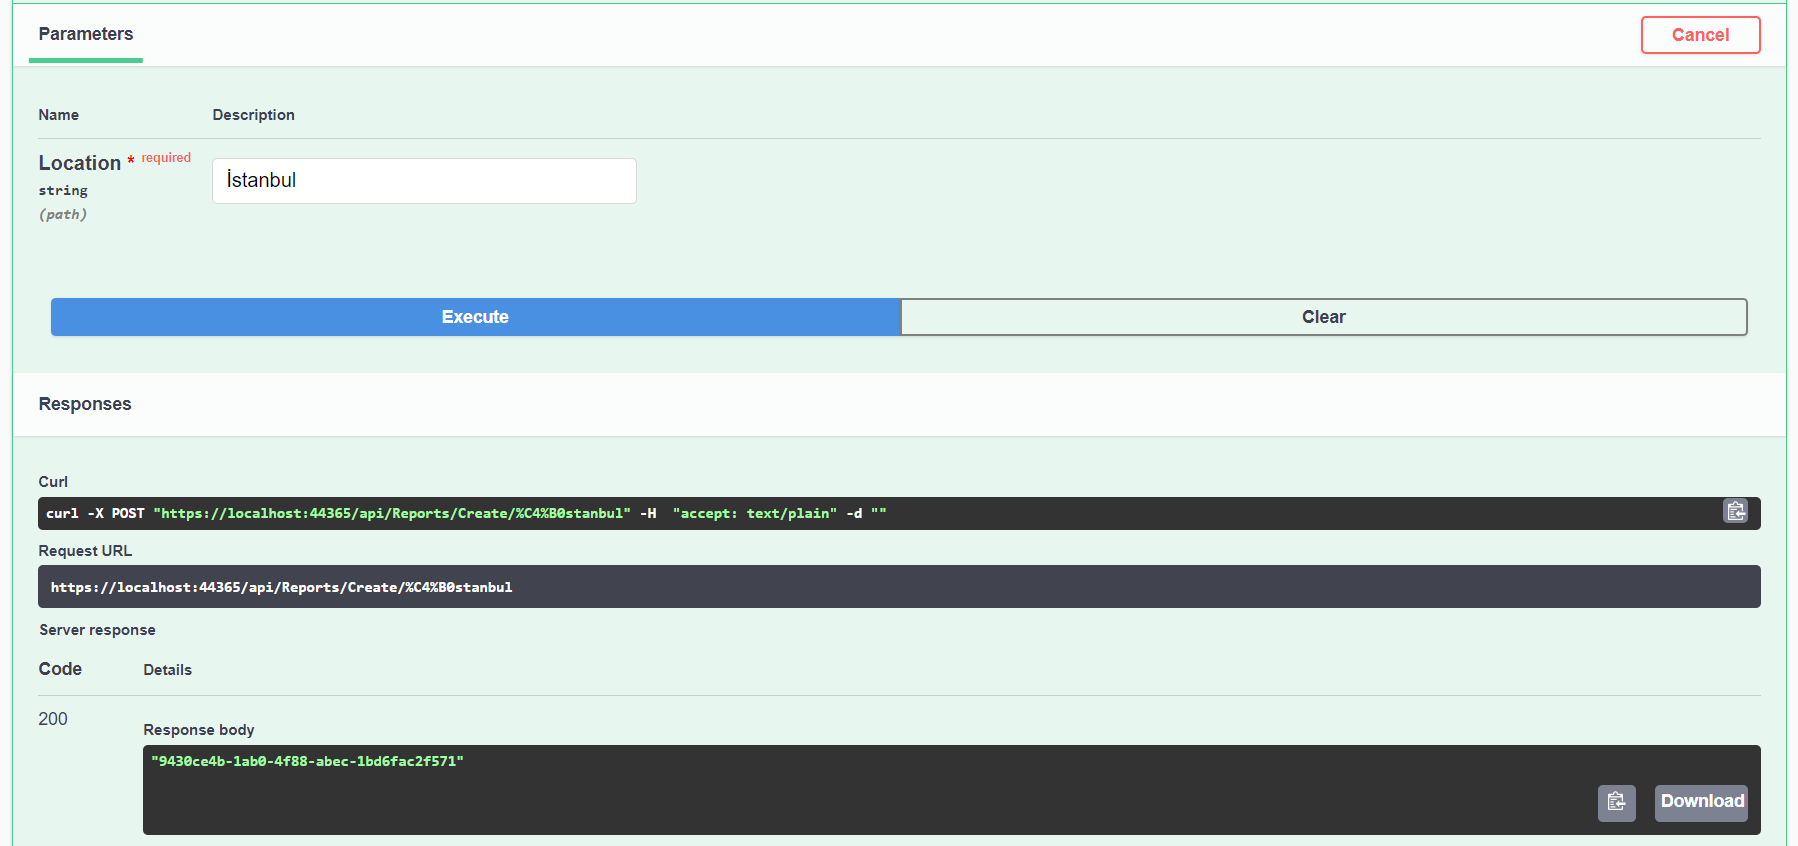 Parameters
Cancel
Name Description
Location * required
string
(path)
İstanbul
Execute Clear
Responses
Curl
curl -X POST "https://localhost:44365/api/Reports/Create/%C4%B0stanbul" -H  "accept: text/plain" -d ""
Request URL
https://localhost:44365/api/Reports/Create/%C4%B0stanbul
Server response
Code Details
200
Response body
"9430ce4b-1ab0-4f88-abec-1bd6fac2f571"
Download